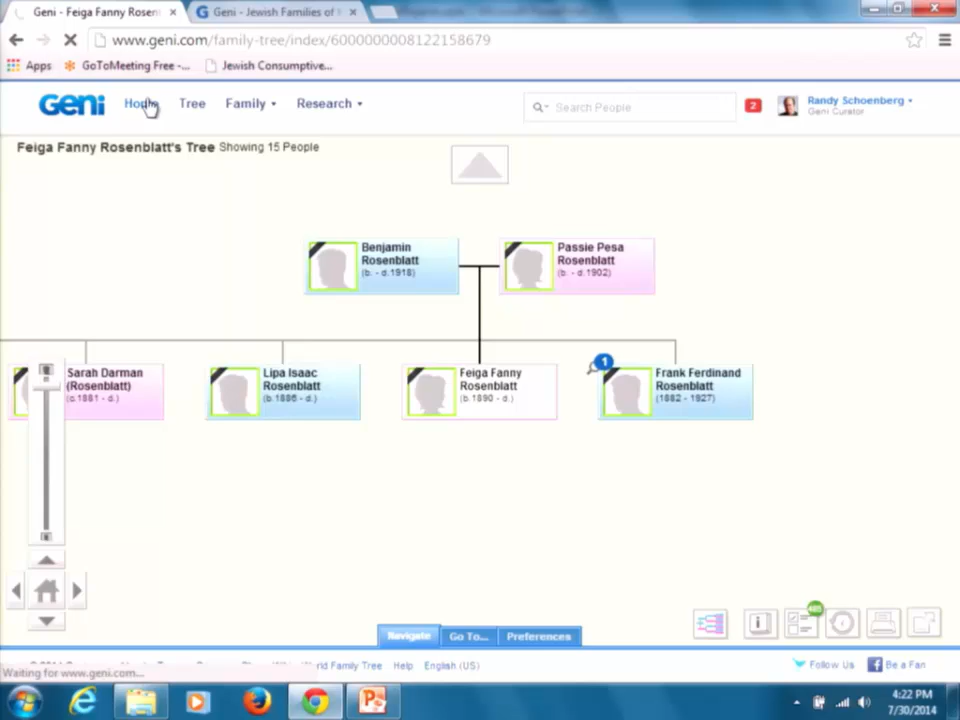 Geni - Feiga Fanny Rosen
Geni - Jewish Families of
www.geni.com/family-tree/index/6000000008122158679
Apps
GoToMeeting Free -...
Jewish Consumptive...
Geni
Home
Tree
Family
Research
Search People
2
Randy Schoenberg
Geni Curator
Feiga Fanny Rosenblatt's Tree Showing 15 People
Benjamin
Rosenblatt
(b. - d.1918)
Passie Pesa
Rosenblatt
(b. - d.1902)
Sarah Darman
(Rosenblatt)
(c.1881 - d.)
Lipa Isaac
Rosenblatt
(b.1886 - d.)
Feiga Fanny
Rosenblatt
(b.1890 - d.)
1
Frank Ferdinand
Rosenblatt
(1882 - 1927)
Navigate
Go To...
Preferences
rld Family Tree
Help
English (US)
Follow Us
Be a Fan
Waiting for www.geni.com...
4:22 PM
7/30/2014